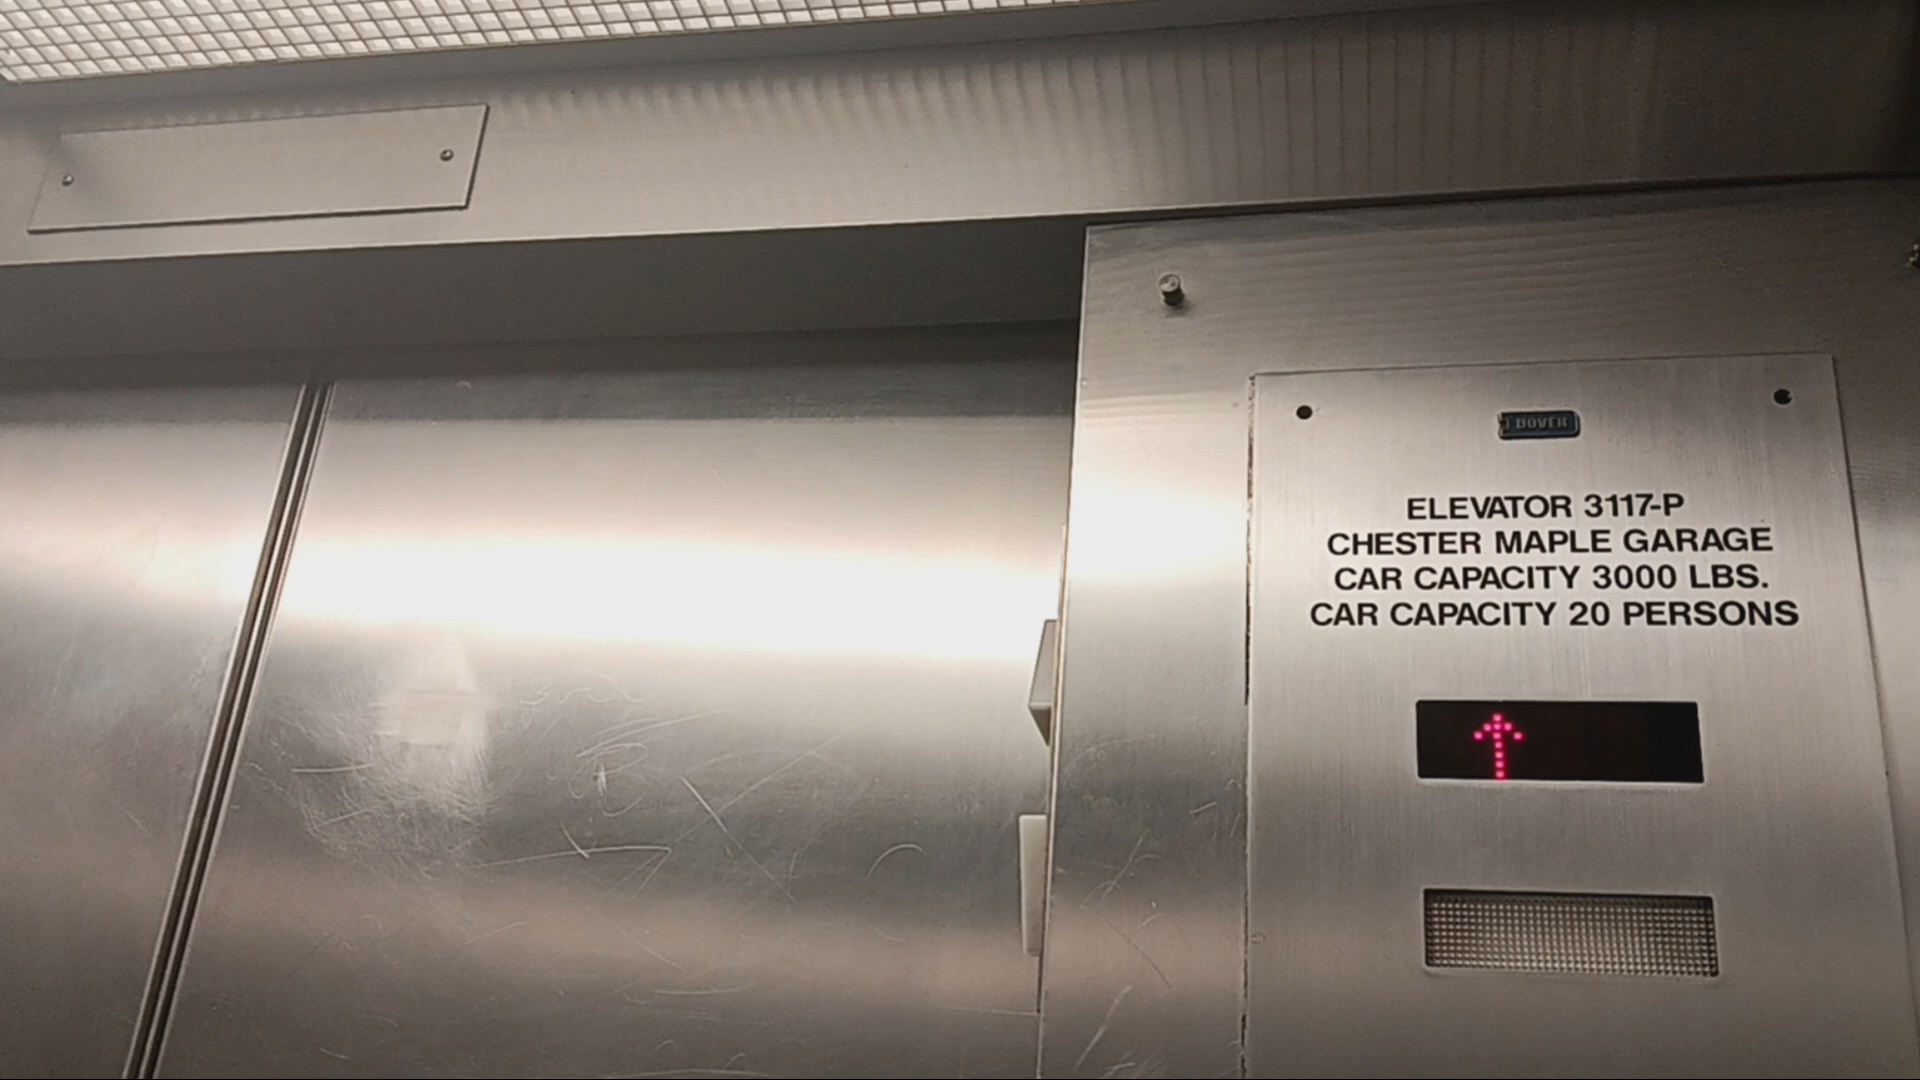 DOVER
ELEVATOR 3117-P
CHESTER MAPLE GARAGE
CAR CAPACITY 3000 LBS.
CAR CAPACITY 20 PERSONS